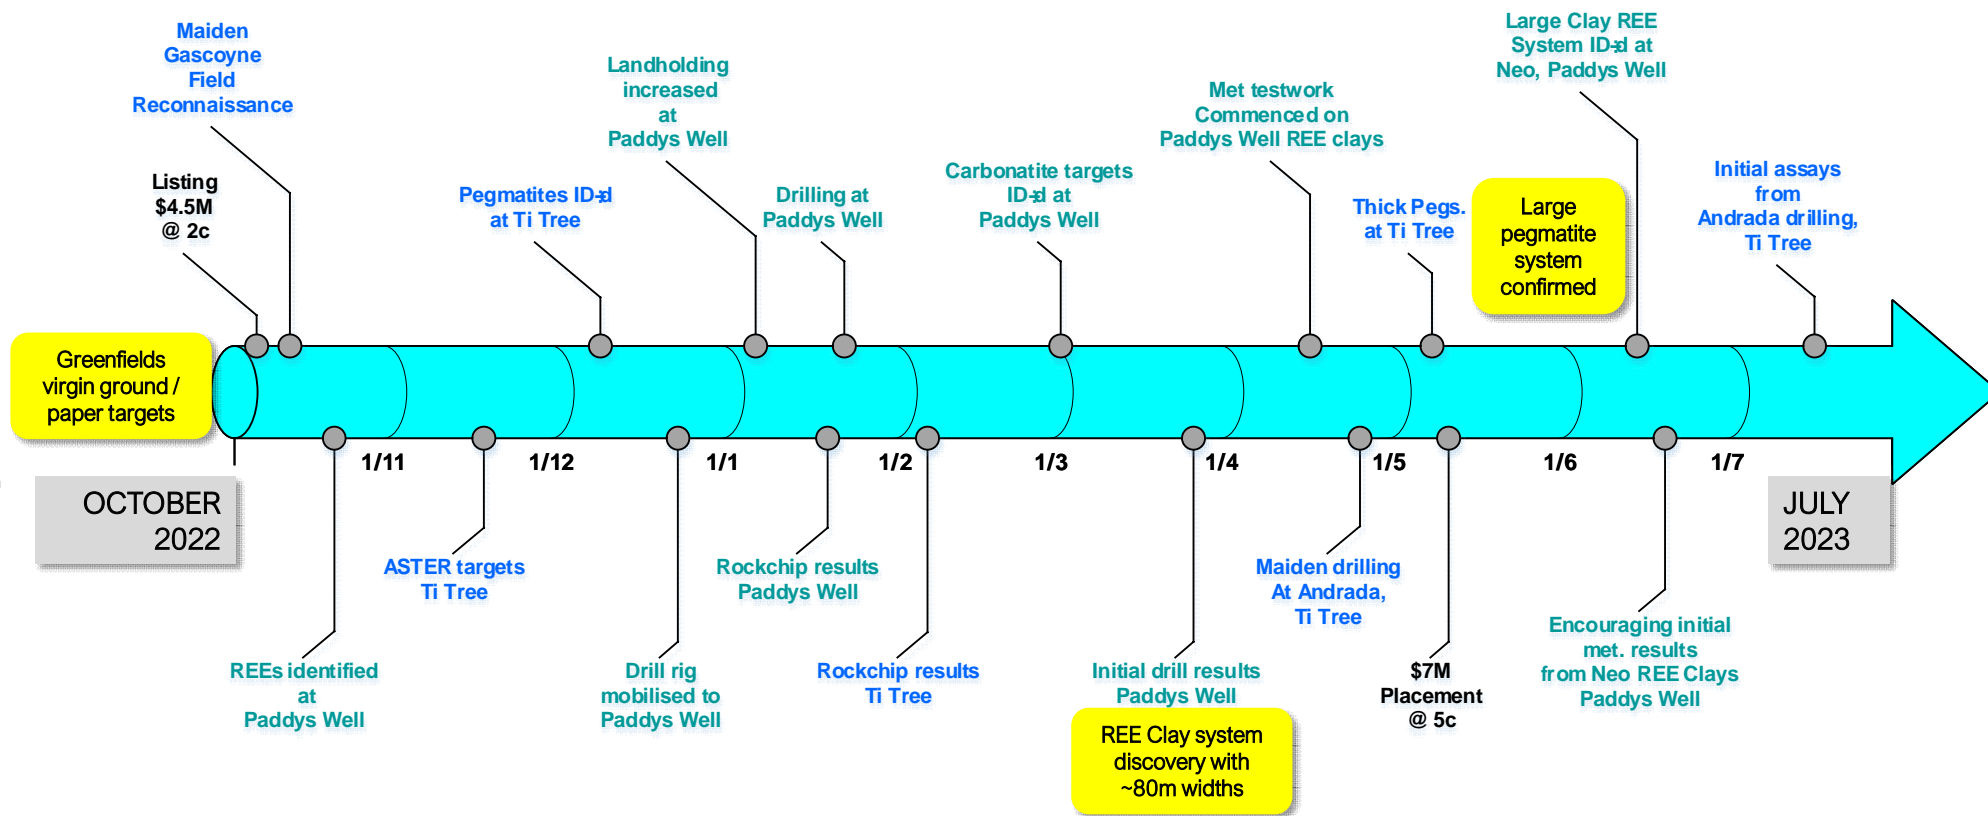 Maiden
Gascoyne
Field
Reconnaissance
Listing
$4.5M
@ 2c
Pegmatites ID'd
at Ti Tree
Landholding
increased
at
Paddys Well
Drilling at
Paddys Well
Carbonatite targets
ID'd at
Paddys Well
Met testwork
Commenced on
Paddys Well REE clays
Thick Pegs.
at Ti Tree
Large
pegmatite
system
confirmed
Large Clay REE
System ID'd at
Neo, Paddys Well
Initial assays
from
Andrada drilling,
Ti Tree
Greenfields
virgin ground /
paper targets
1/11
1/12
1/1
1/2
1/3
1/4
1/5
1/6
1/7
OCTOBER
2022
JULY
2023
REEs identified
at
Paddys Well
ASTER targets
Ti Tree
Drill rig
mobilised to
Paddys Well
Rockchip results
Paddys Well
Rockchip results
Ti Tree
Initial drill results
Paddys Well
REE Clay system
discovery with
~80m widths
Maiden drilling
At Andrada,
Ti Tree
$7M
Placement
@ 5c
Encouraging initial
met. results
from Neo REE Clays
Paddys Well